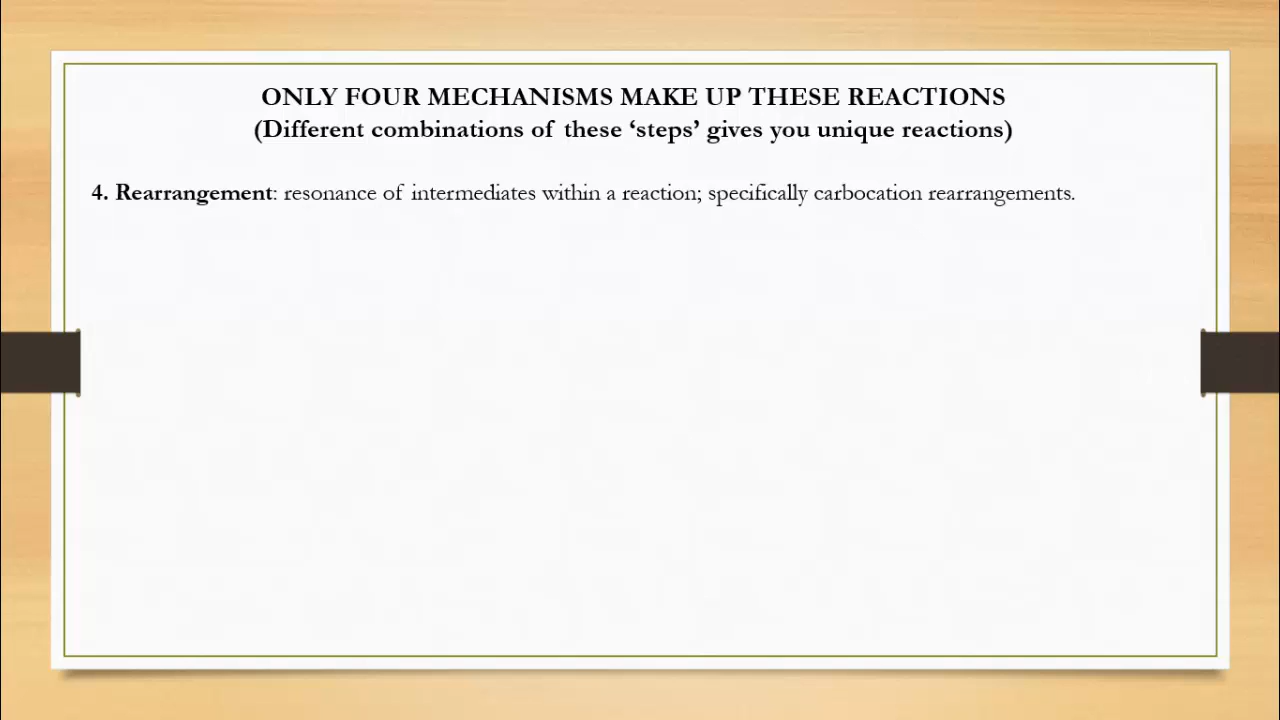 ONLY FOUR MECHANISMS MAKE UP THESE REACTIONS
(Different combinations of these ‘steps’ gives you unique reactions)
4. Rearrangement: resonance of intermediates within a reaction; specifically carbocation rearrangements.